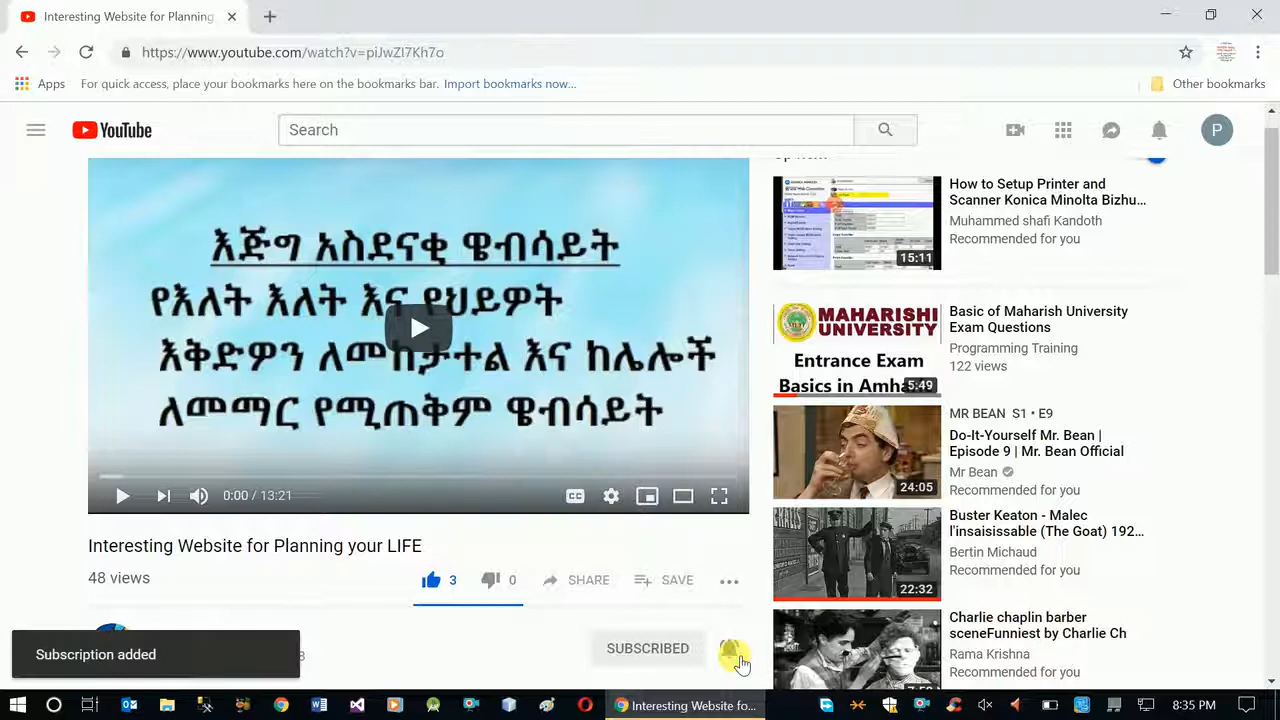 Interesting Website for Planning
https://www.youtube.com/watch?v=piJwZI7Kh7o
Apps For quick access, place your bookmarks here on the bookmarks bar. Import bookmarks now... Other bookmarks
YouTube
Search
P
እጅግ አስደናቂ ዌብሳይት
የእለት እለት እና የህይዎት
እቅድዎን ለመከታተል እና ከሌሎች
ለመማር የሚጠቅም ዌብሳይት
0:00 / 13:21
CC
Interesting Website for Planning your LIFE
48 views
3
0
SHARE
SAVE
Subscription added
SUBSCRIBED
KONICA MINOLTA
15:11
How to Setup Printer and
Scanner Konica Minolta Bizhu...
Muhammed shafi Kandoth
Recommended for you
MAHARISHI
UNIVERSITY
Entrance Exam
Basics in Amha
5:49
Basic of Maharish University
Exam Questions
Programming Training
122 views
24:05
MR BEAN S1 • E9
Do-It-Yourself Mr. Bean |
Episode 9 | Mr. Bean Official
Mr Bean
Recommended for you
22:32
Buster Keaton - Malec
l'insaisissable (The Goat) 192...
Bertin Michaud
Recommended for you
Charlie chaplin barber
sceneFunniest by Charlie Ch
Rama Krishna
Recommended for you
Interesting Website fo...
8:35 PM